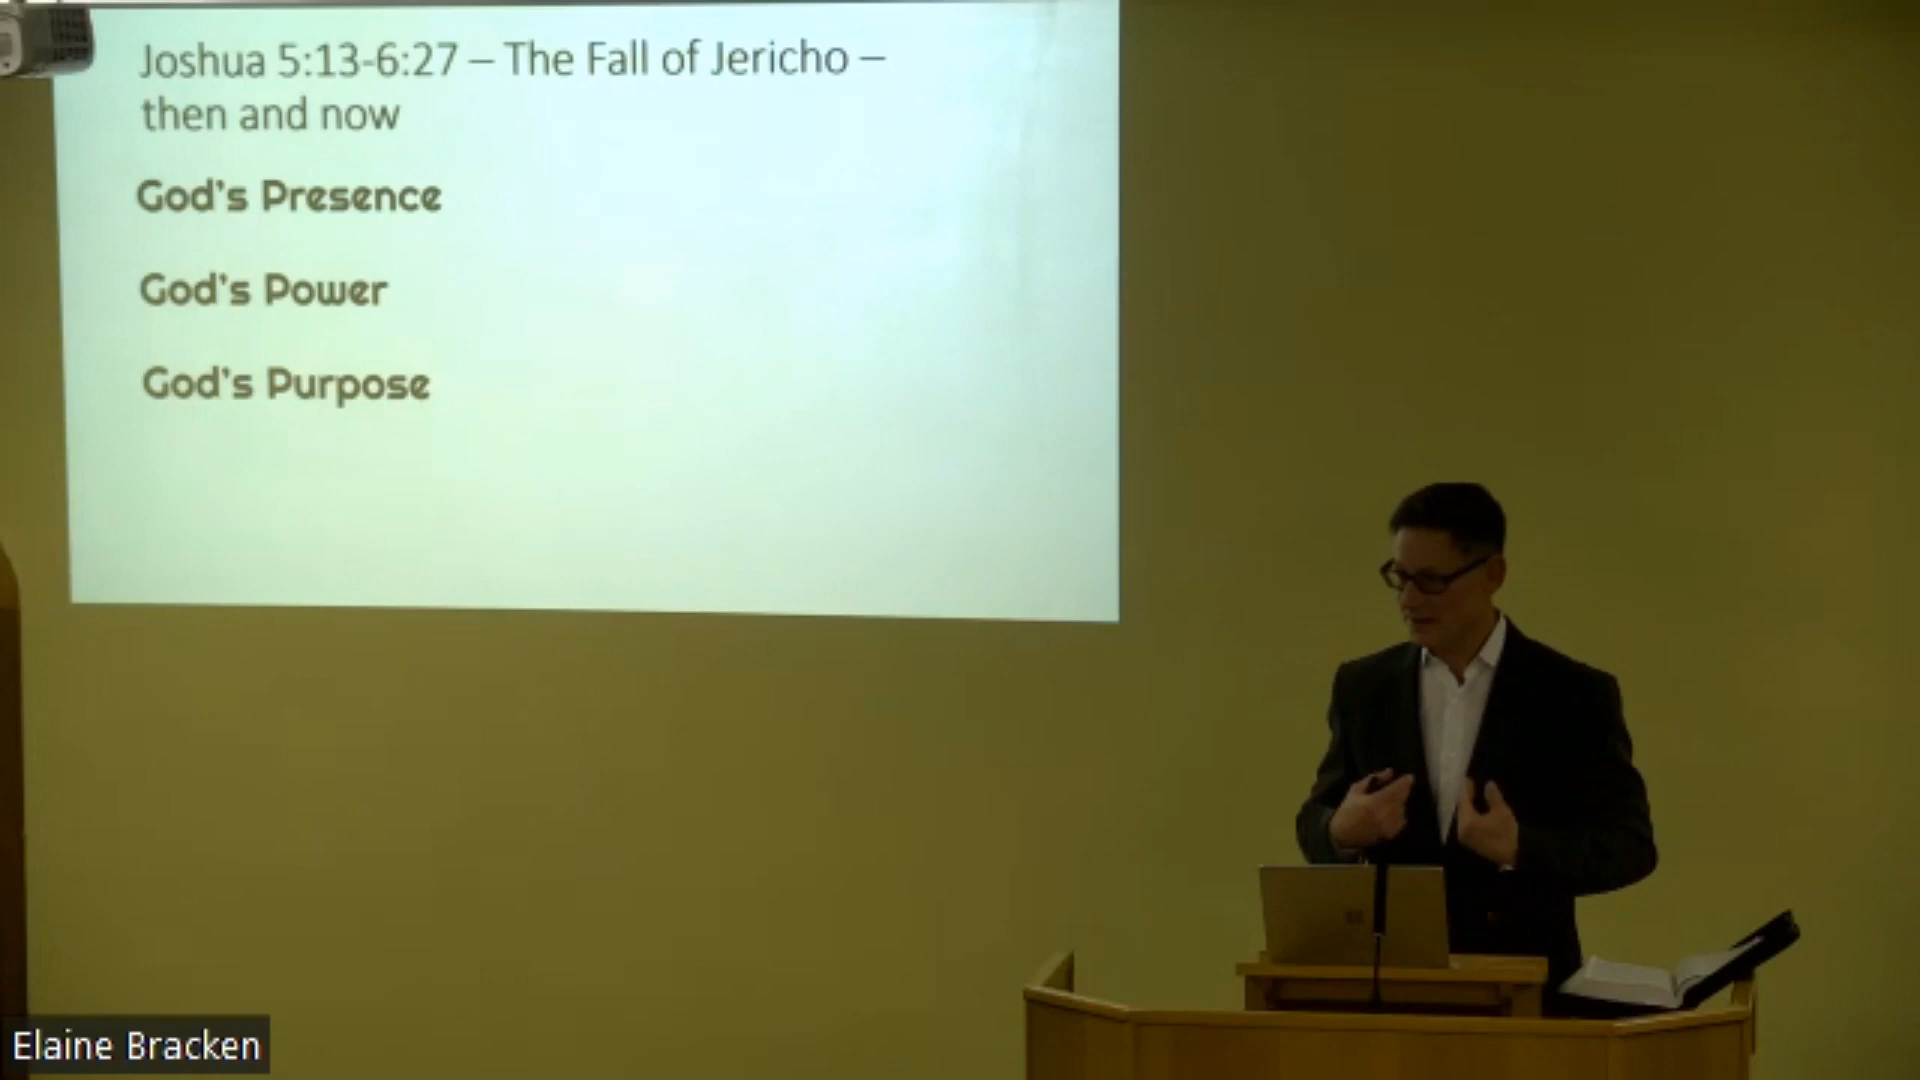 Joshua 5:13-6:27 – The Fall of Jericho –
then and now
God's Presence
God's Power
God's Purpose
Elaine Bracken